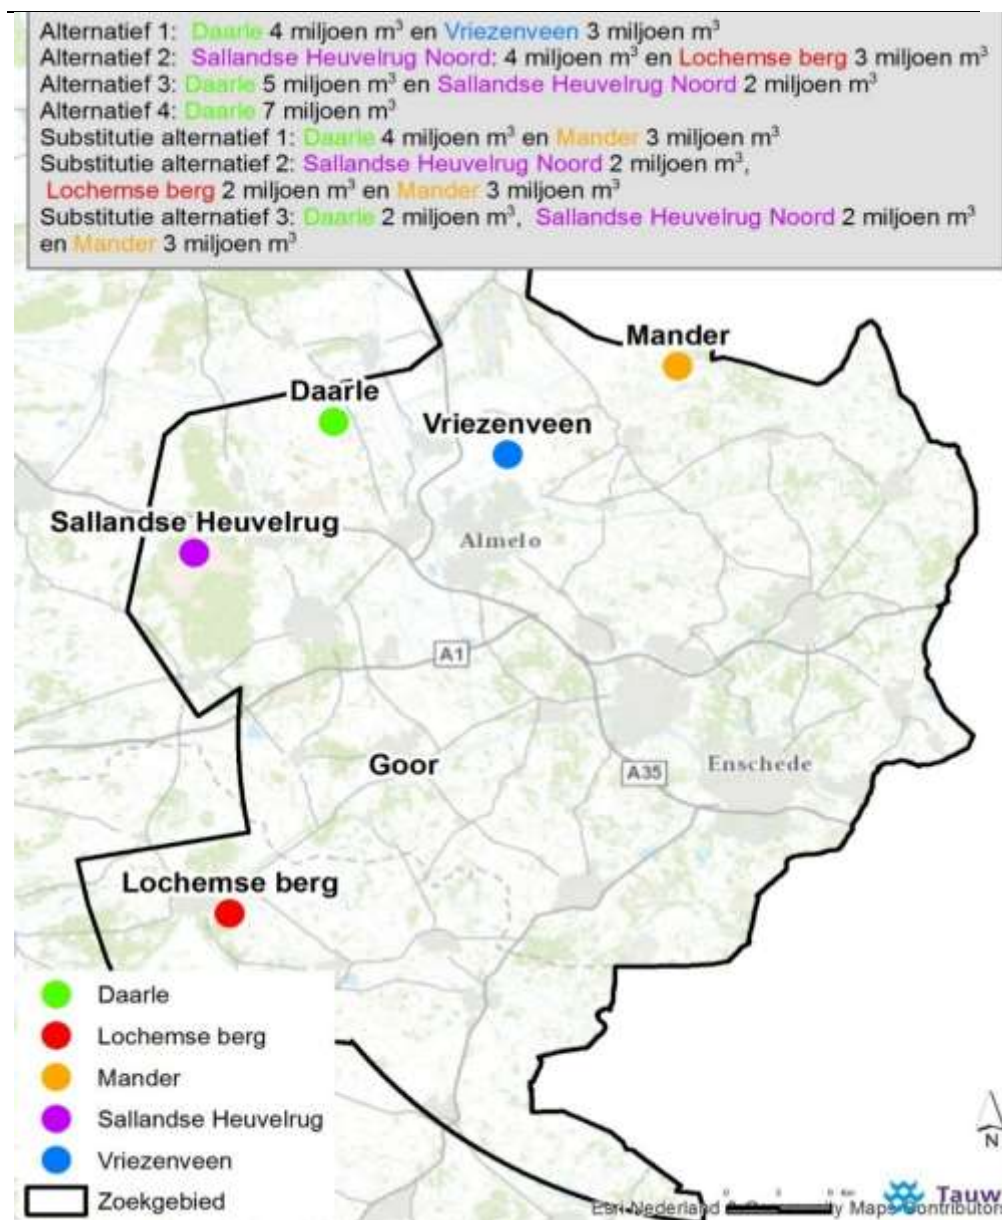 Alternatief 1: Daarle 4 miljoen m³ en Vriezenveen 3 miljoen m³
Alternatief 2: Sallandse Heuvelrug Noord: 4 miljoen m³ en Lochemse berg 3 miljoen m³
Alternatief 3: Daarle 5 miljoen m³ en Sallandse Heuvelrug Noord 2 miljoen m³
Alternatief 4: Daarle 7 miljoen m³
Substitutie alternatief 1: Daarle 4 miljoen m³ en Mander 3 miljoen m³
Substitutie alternatief 2: Sallandse Heuvelrug Noord 2 miljoen m³,
Lochemse berg 2 miljoen m³ en Mander 3 miljoen m³
Substitutie alternatief 3: Daarle 2 miljoen m³, Sallandse Heuvelrug Noord 2 miljoen m³
en Mander 3 miljoen m³
Mander
Daarle
Vriezenveen
Sallandse Heuvelrug
Almelo
A1
Goor
A35
Enschede
Lochemse berg
Daarle
Lochemse berg
Mander
Sallandse Heuvelrug
Vriezenveen
Zoekgebied
N
Tauw
Esri Nederland & Community Maps Contributors